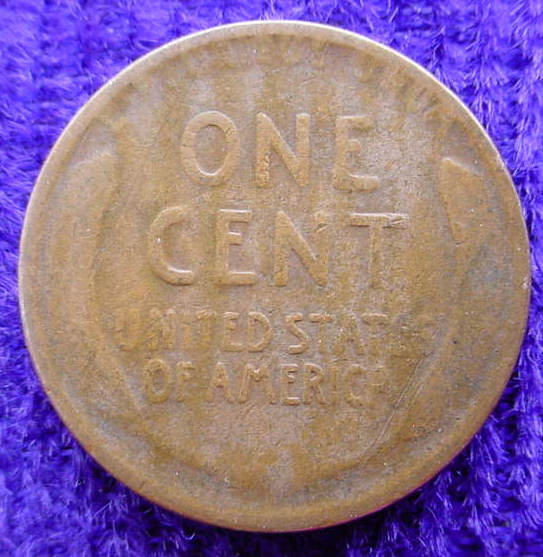 ONE
CENT
UNITED STATES
OF AMERICA